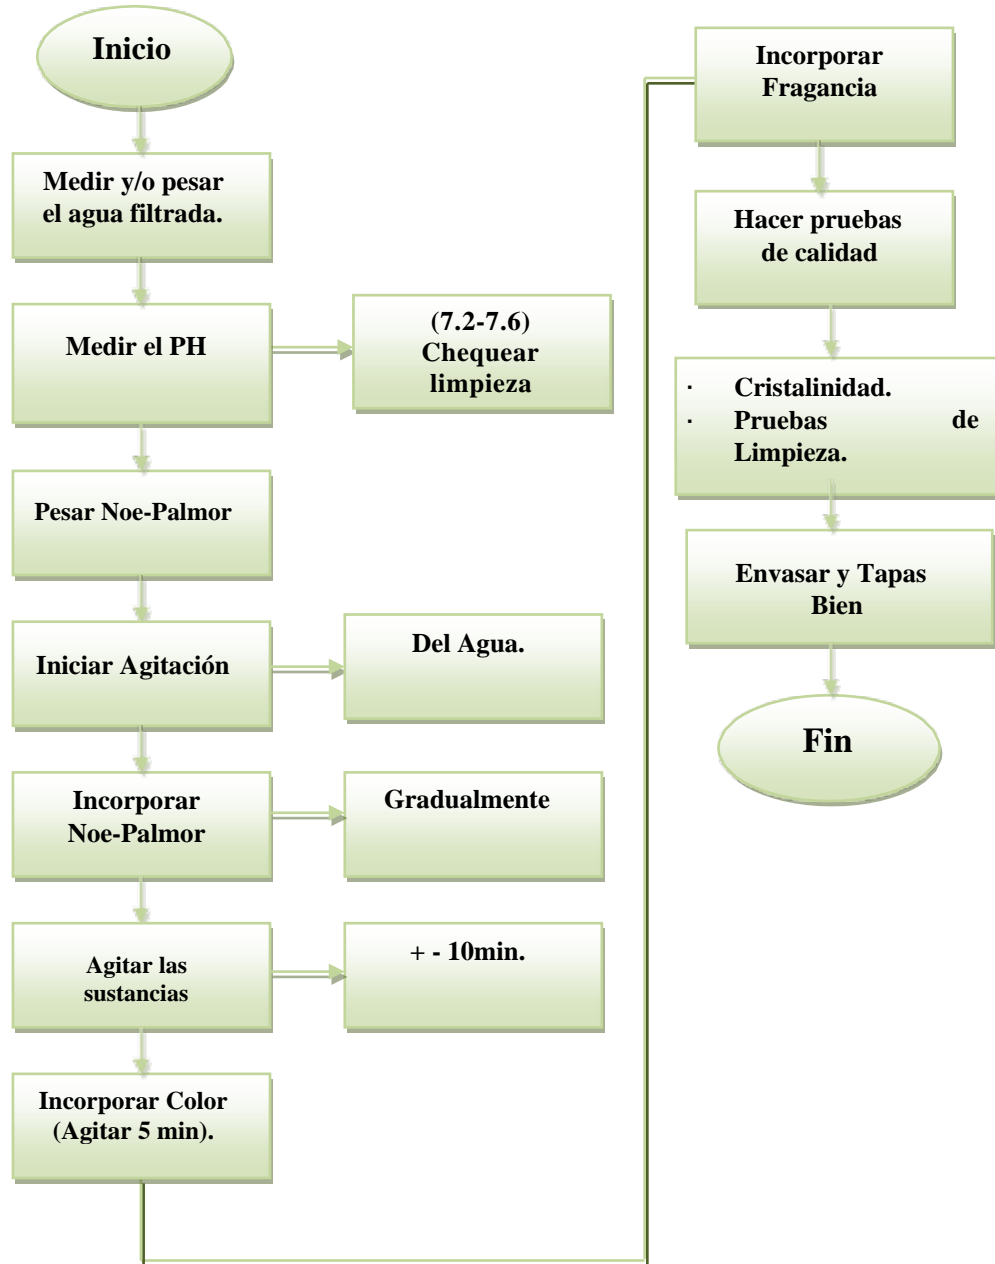 Inicio
Medir y/o pesar
el agua filtrada.
Medir el PH
(7.2-7.6)
Chequear
limpieza
Pesar Noe-Palmor
Iniciar Agitación
Del Agua.
Incorporar
Noe-Palmor
Gradualmente
Agitar las
sustancias
+ - 10min.
Incorporar Color
(Agitar 5 min).
Incorporar
Fragancia
Hacer pruebas
de calidad
· Cristalinidad.
· Pruebas de
Limpieza.
Envasar y Tapas
Bien
Fin